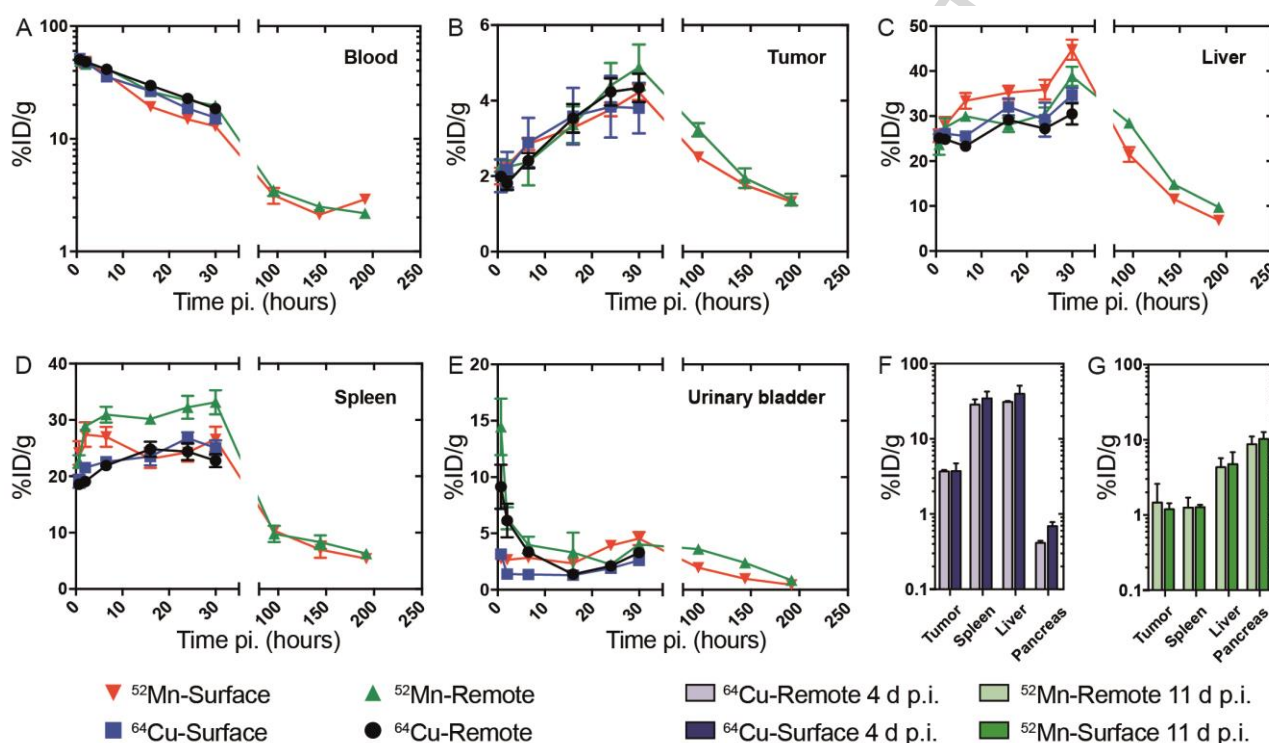 A
Blood
%ID/g
100
10
1
0
10
20
30
100
150
200
250
Time pi. (hours)
B
Tumor
%ID/g
6
4
2
0
0
10
20
30
100
150
200
250
Time pi. (hours)
C
Liver
%ID/g
50
40
30
20
10
0
0
10
20
30
100
150
200
250
Time pi. (hours)
D
Spleen
%ID/g
40
30
20
10
0
0
10
20
30
100
150
200
250
Time pi. (hours)
E
Urinary bladder
%ID/g
20
15
10
5
0
0
10
20
30
100
150
200
250
Time pi. (hours)
F
%ID/g
100
10
1
0.1
Tumor
Spleen
Liver
Pancreas
G
%ID/g
100
10
1
0.1
Tumor
Spleen
Liver
Pancreas
⁵²Mn-Surface
⁵²Mn-Remote
⁶⁴Cu-Remote 4 d p.i.
⁵²Mn-Remote 11 d p.i.
⁶⁴Cu-Surface
⁶⁴Cu-Remote
⁶⁴Cu-Surface 4 d p.i.
⁵²Mn-Surface 11 d p.i.